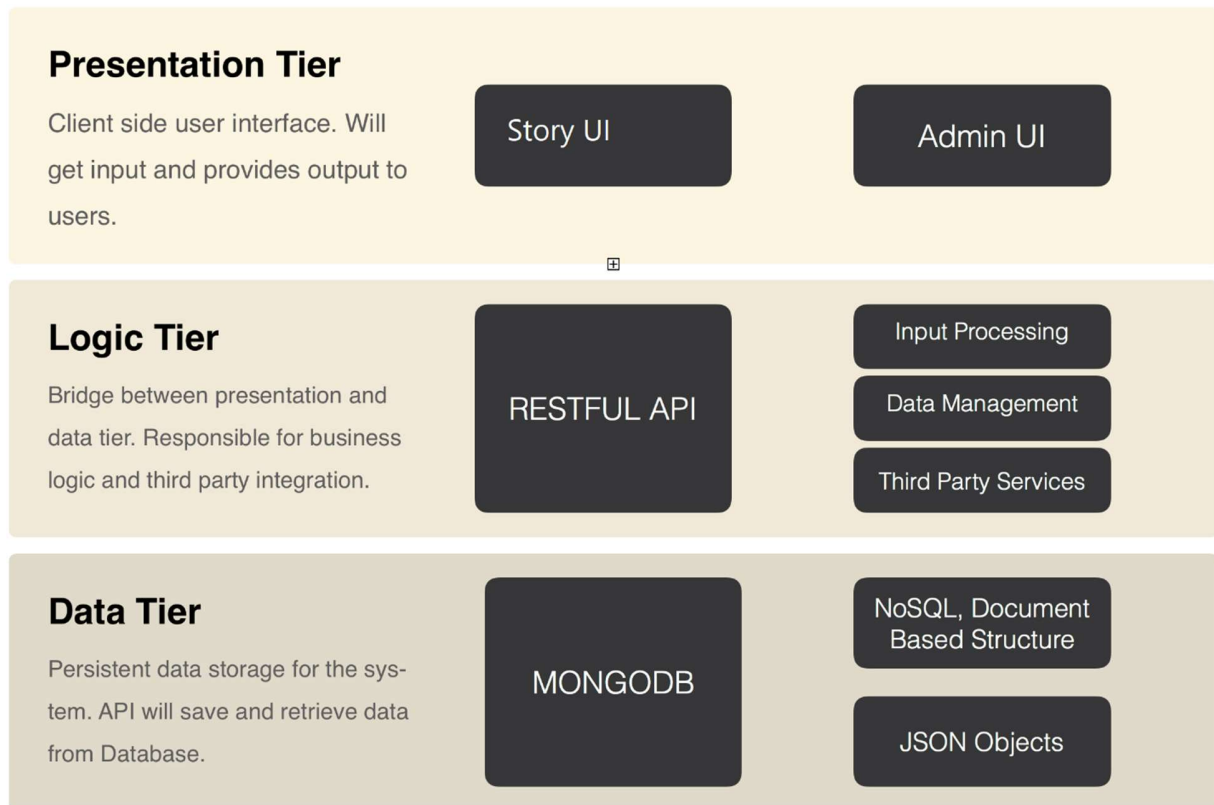 Presentation Tier
Client side user interface. Will
get input and provides output to
users.
Story UI
Admin UI
Logic Tier
Bridge between presentation and
data tier. Responsible for business
logic and third party integration.
RESTFUL API
Input Processing
Data Management
Third Party Services
Data Tier
Persistent data storage for the sys-
tem. API will save and retrieve data
from Database.
MONGODB
NoSQL, Document
Based Structure
JSON Objects